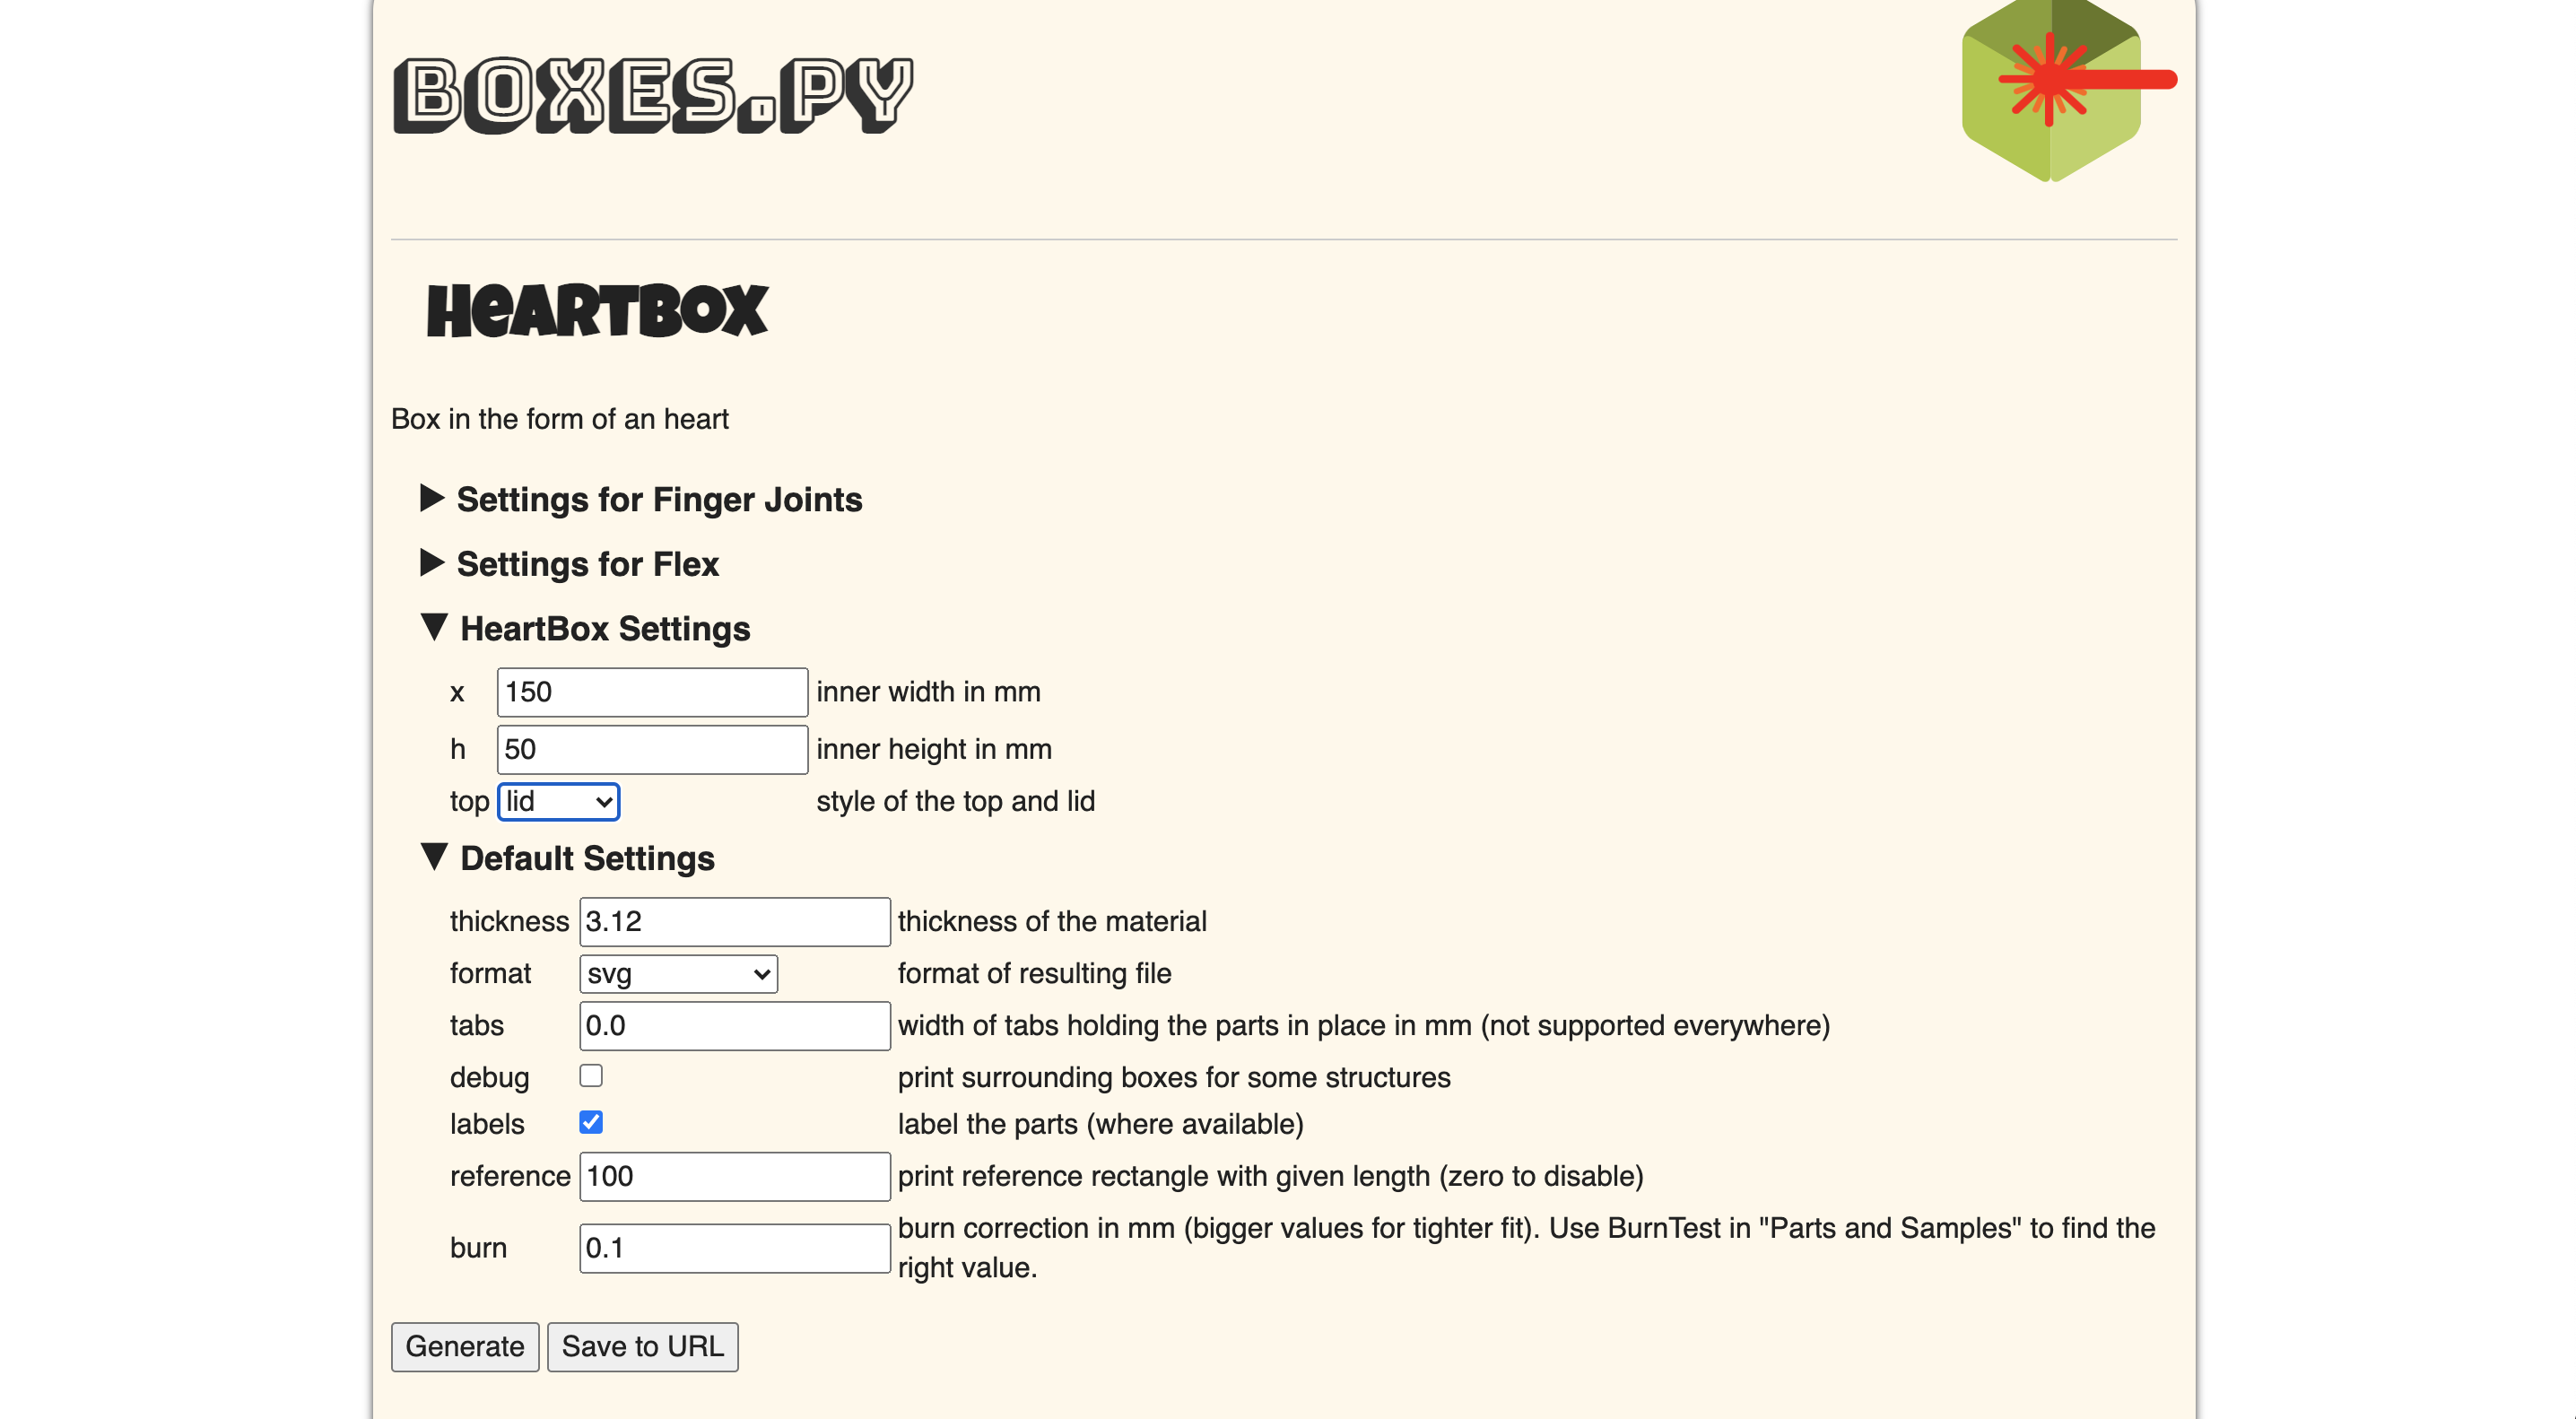 BOXES.PY
HeARTBOX
Box in the form of an heart
Settings for Finger Joints
Settings for Flex
HeartBox Settings
x 150 inner width in mm
h 50 inner height in mm
top lid style of the top and lid
Default Settings
thickness 3.12 thickness of the material
format svg format of resulting file
tabs 0.0 width of tabs holding the parts in place in mm (not supported everywhere)
debug print surrounding boxes for some structures
labels label the parts (where available)
reference 100 print reference rectangle with given length (zero to disable)
burn 0.1 burn correction in mm (bigger values for tighter fit). Use BurnTest in "Parts and Samples" to find the
right value.
Generate Save to URL